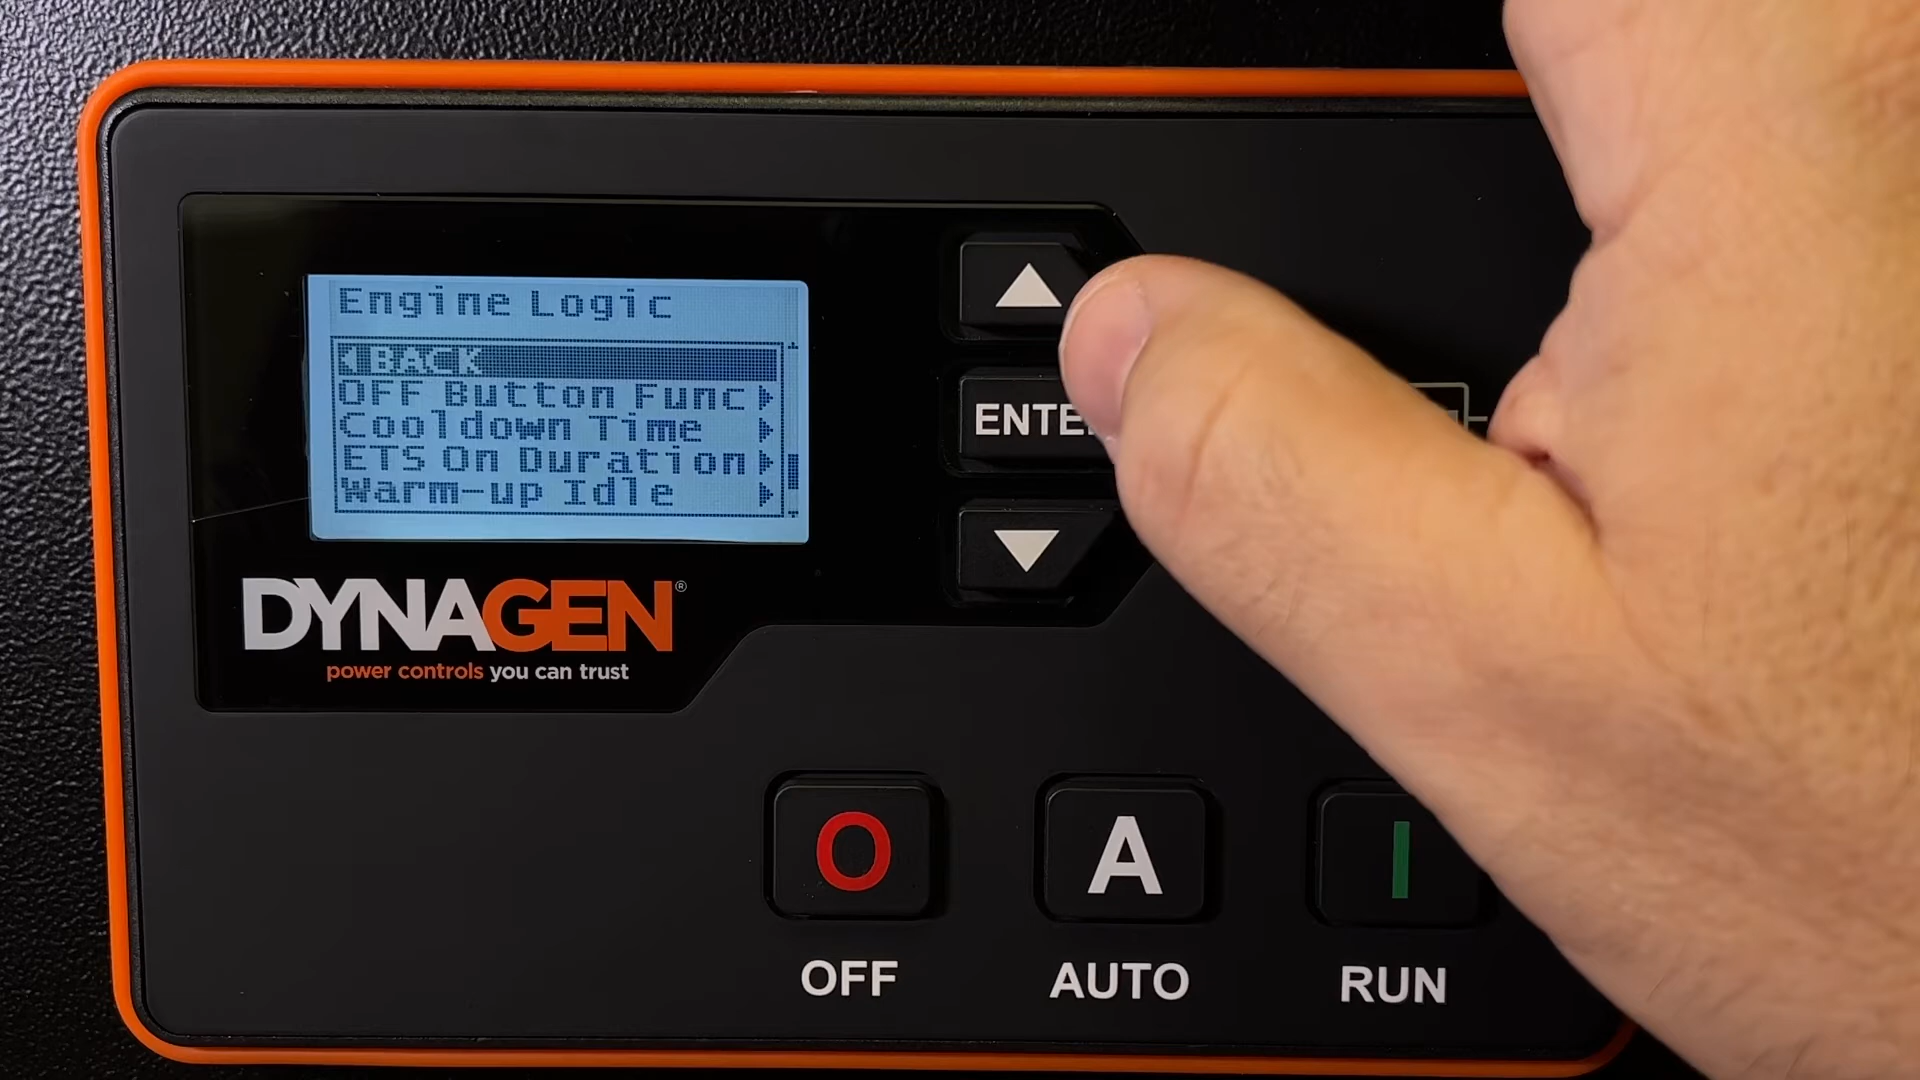 Engine Logic
BACK
OFF Button Func
Cooldown Time
ETS On Duration
Warm-up Idle
ENTE
DYNAGEN®
power controls you can trust
O
A
I
OFF
AUTO
RUN